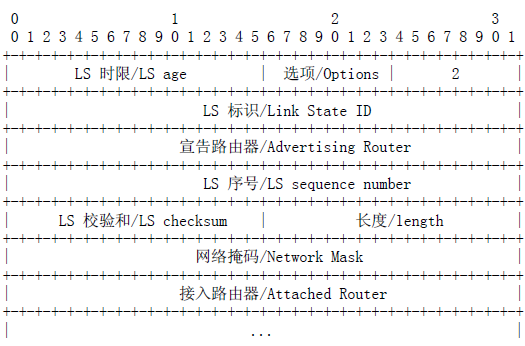 0 1 2 3
0 1 2 3 4 5 6 7 8 9 0 1 2 3 4 5 6 7 8 9 0 1 2 3 4 5 6 7 8 9 0 1
+-+-+-+-+-+-+-+-+-+-+-+-+-+-+-+-+-+-+-+-+-+-+-+-+-+-+-+-+-+-+-+-+
| LS 时限/LS age | 选项/Options | 2 |
+-+-+-+-+-+-+-+-+-+-+-+-+-+-+-+-+-+-+-+-+-+-+-+-+-+-+-+-+-+-+-+-+
| LS 标识/Link State ID |
+-+-+-+-+-+-+-+-+-+-+-+-+-+-+-+-+-+-+-+-+-+-+-+-+-+-+-+-+-+-+-+-+
| 宣告路由器/Advertising Router |
+-+-+-+-+-+-+-+-+-+-+-+-+-+-+-+-+-+-+-+-+-+-+-+-+-+-+-+-+-+-+-+-+
| LS 序号/LS sequence number |
+-+-+-+-+-+-+-+-+-+-+-+-+-+-+-+-+-+-+-+-+-+-+-+-+-+-+-+-+-+-+-+-+
| LS 校验和/LS checksum | 长度/length |
+-+-+-+-+-+-+-+-+-+-+-+-+-+-+-+-+-+-+-+-+-+-+-+-+-+-+-+-+-+-+-+-+
| 网络掩码/Network Mask |
+-+-+-+-+-+-+-+-+-+-+-+-+-+-+-+-+-+-+-+-+-+-+-+-+-+-+-+-+-+-+-+-+
| 接入路由器/Attached Router |
+-+-+-+-+-+-+-+-+-+-+-+-+-+-+-+-+-+-+-+-+-+-+-+-+-+-+-+-+-+-+-+-+
| ... |